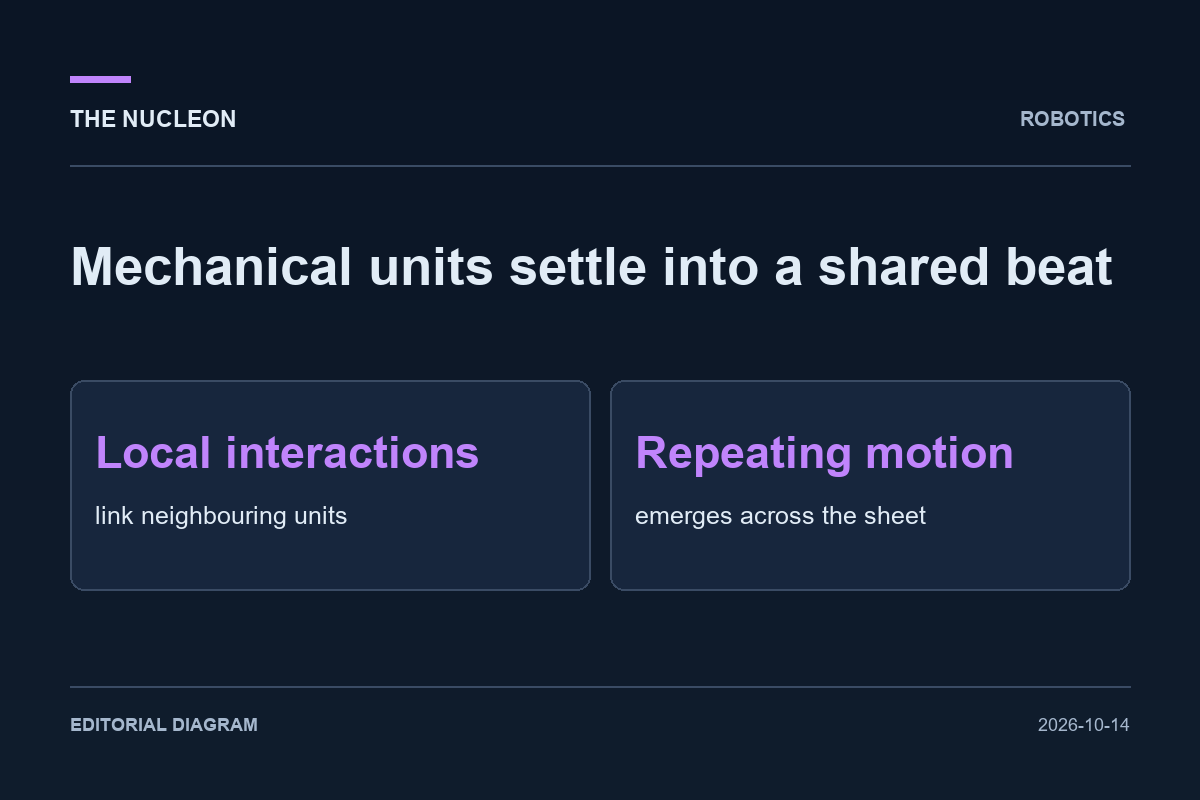 THE NUCLEON
ROBOTICS
Mechanical units settle into a shared beat
Local interactions
link neighbouring units
Repeating motion
emerges across the sheet
EDITORIAL DIAGRAM
2026-10-14